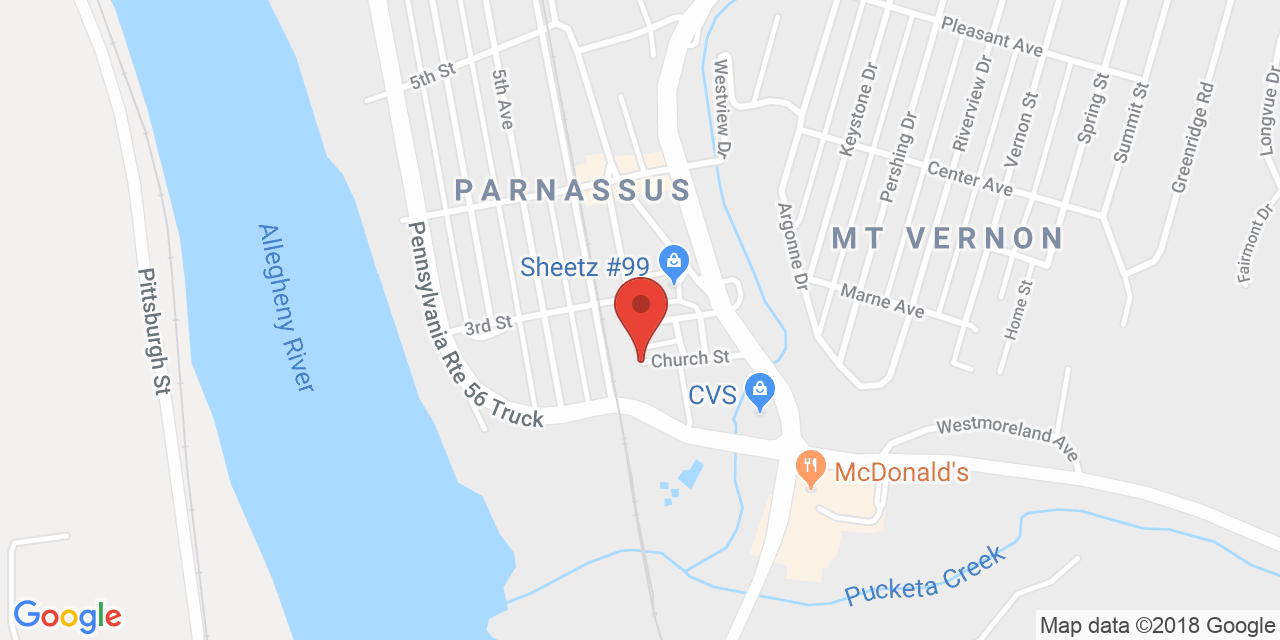 Pleasant Ave
5th St
5th Ave
Westview Dr
Keystone Dr
Pershing Dr
Riverview Dr
Vernon St
Spring St
Summit St
Greenridge Rd
Longvue Dr
Center Ave
PARNASSUS
Argonne Dr
MT VERNON
Fairmont Dr
Allegheny River
Pennsylvania Rte 56 Truck
Pittsburgh St
Sheetz #99
3rd St
Marne Ave
Home St
Church St
CVS
Westmoreland Ave
McDonald's
Pucketa Creek
Google
Map data ©2018 Google